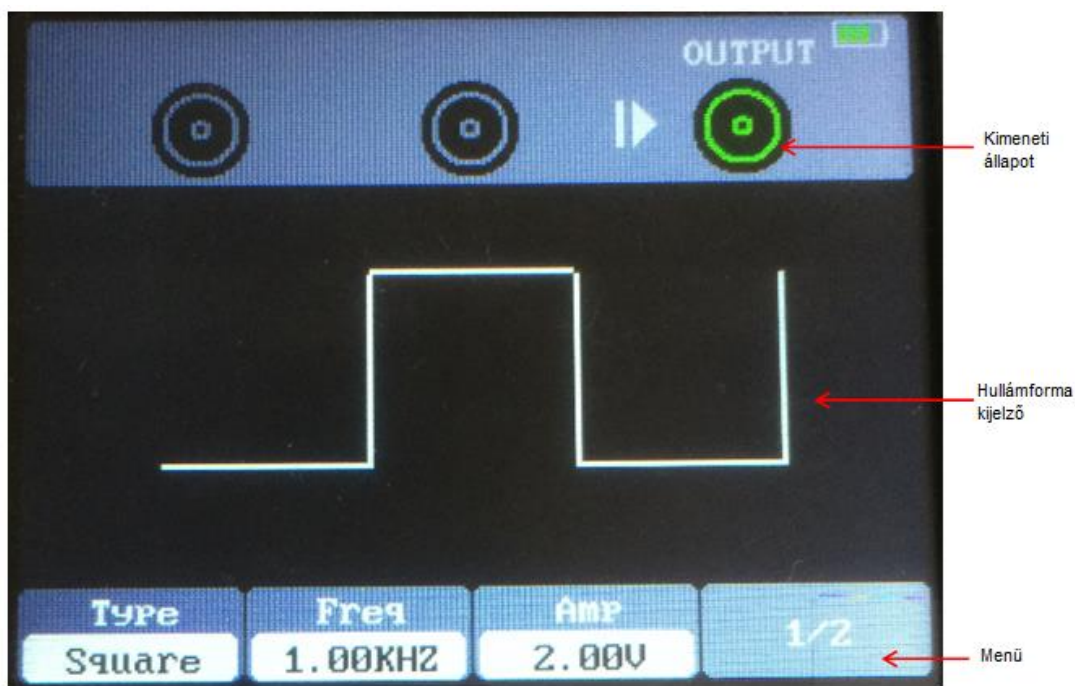 OUTPUT
Kimeneti
állapot
Hullámforma
kijelző
Type
Freq
Amp
1/2
Square
1.00KHZ
2.00V
Menü